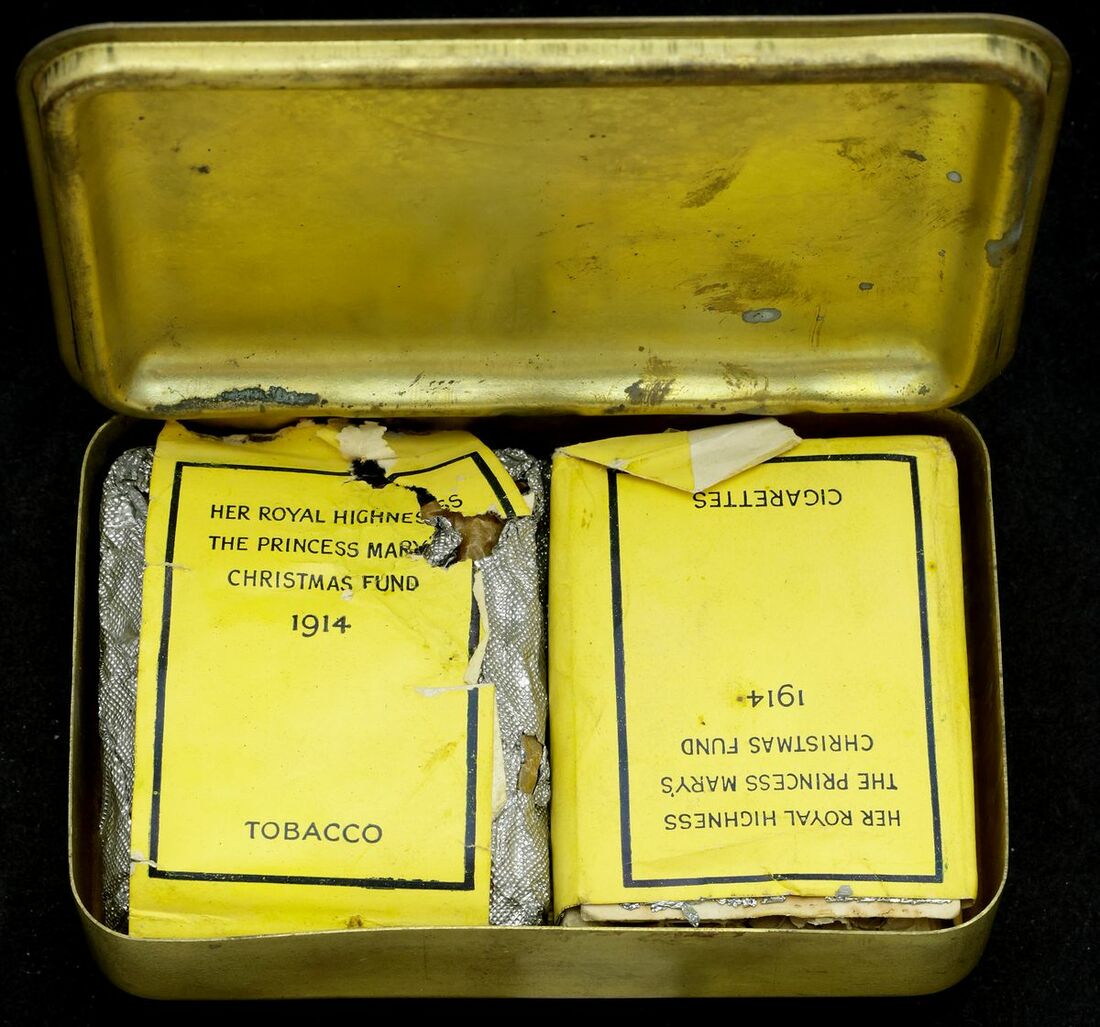 HER ROYAL HIGHNESS
THE PRINCESS MARY
CHRISTMAS FUND
1914
TOBACCO
HER ROYAL HIGHNESS
THE PRINCESS MARY'S
CHRISTMAS FUND
1914
CIGARETTES